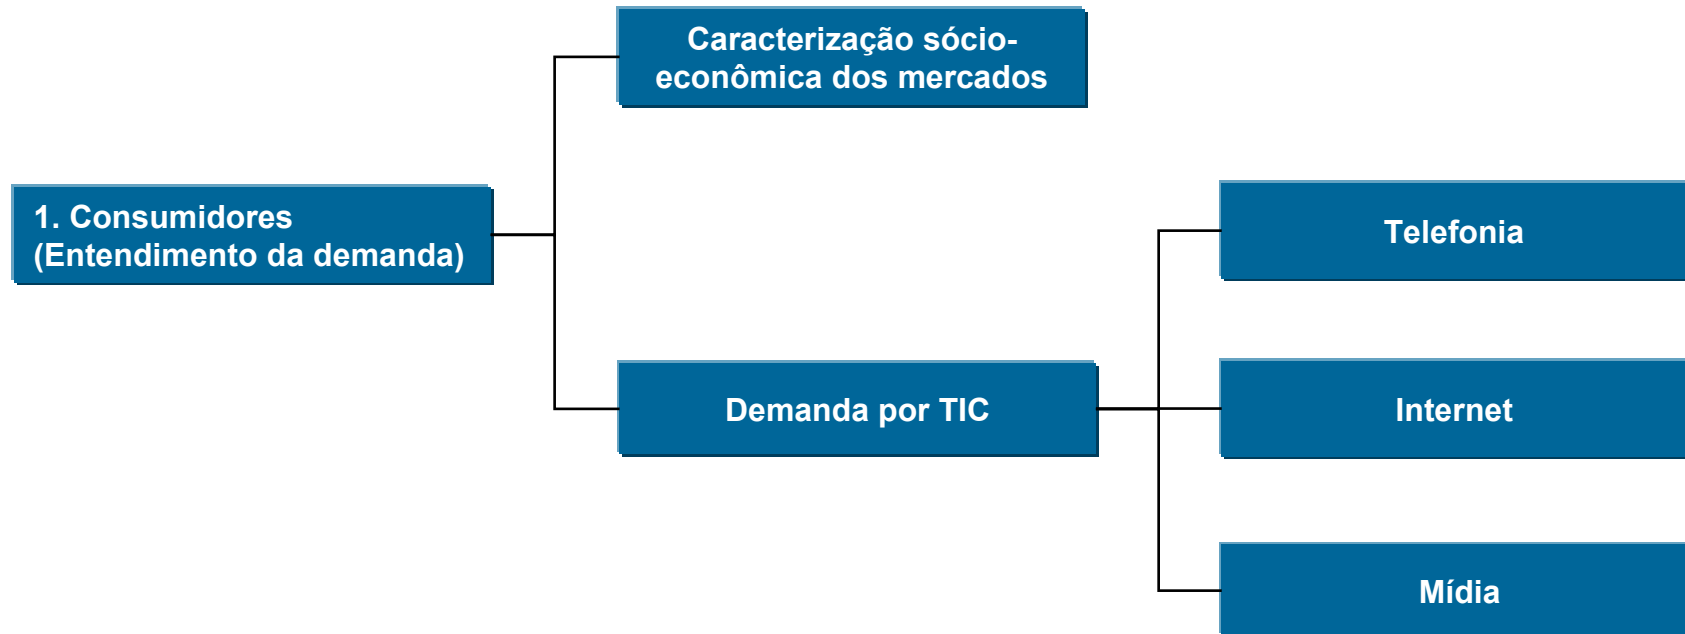 Caracterização sócio-
econômica dos mercados
1. Consumidores
(Entendimento da demanda)
Telefonia
Demanda por TIC
Internet
Mídia